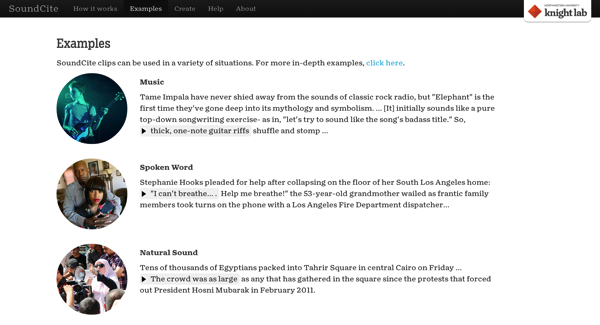 SoundCite How it works Examples Create Help About
NORTHWESTERN UNIVERSITY
knight lab
Examples
SoundCite clips can be used in a variety of situations. For more in-depth examples, click here.
Music
Tame Impala have never shied away from the sounds of classic rock radio, but "Elephant" is the
first time they've gone deep into its mythology and symbolism. ... [It] initially sounds like a pure
top-down songwriting exercise- as in, "let's try to sound like the song's badass title." So,
thick, one-note guitar riffs shuffle and stomp ...
Spoken Word
Stephanie Hooks pleaded for help after collapsing on the floor of her South Los Angeles home:
"I can't breathe... . Help me breathe!" the 53-year-old grandmother wailed as frantic family
members took turns on the phone with a Los Angeles Fire Department dispatcher...
Natural Sound
Tens of thousands of Egyptians packed into Tahrir Square in central Cairo on Friday ...
The crowd was as large as any that has gathered in the square since the protests that forced
out President Hosni Mubarak in February 2011.